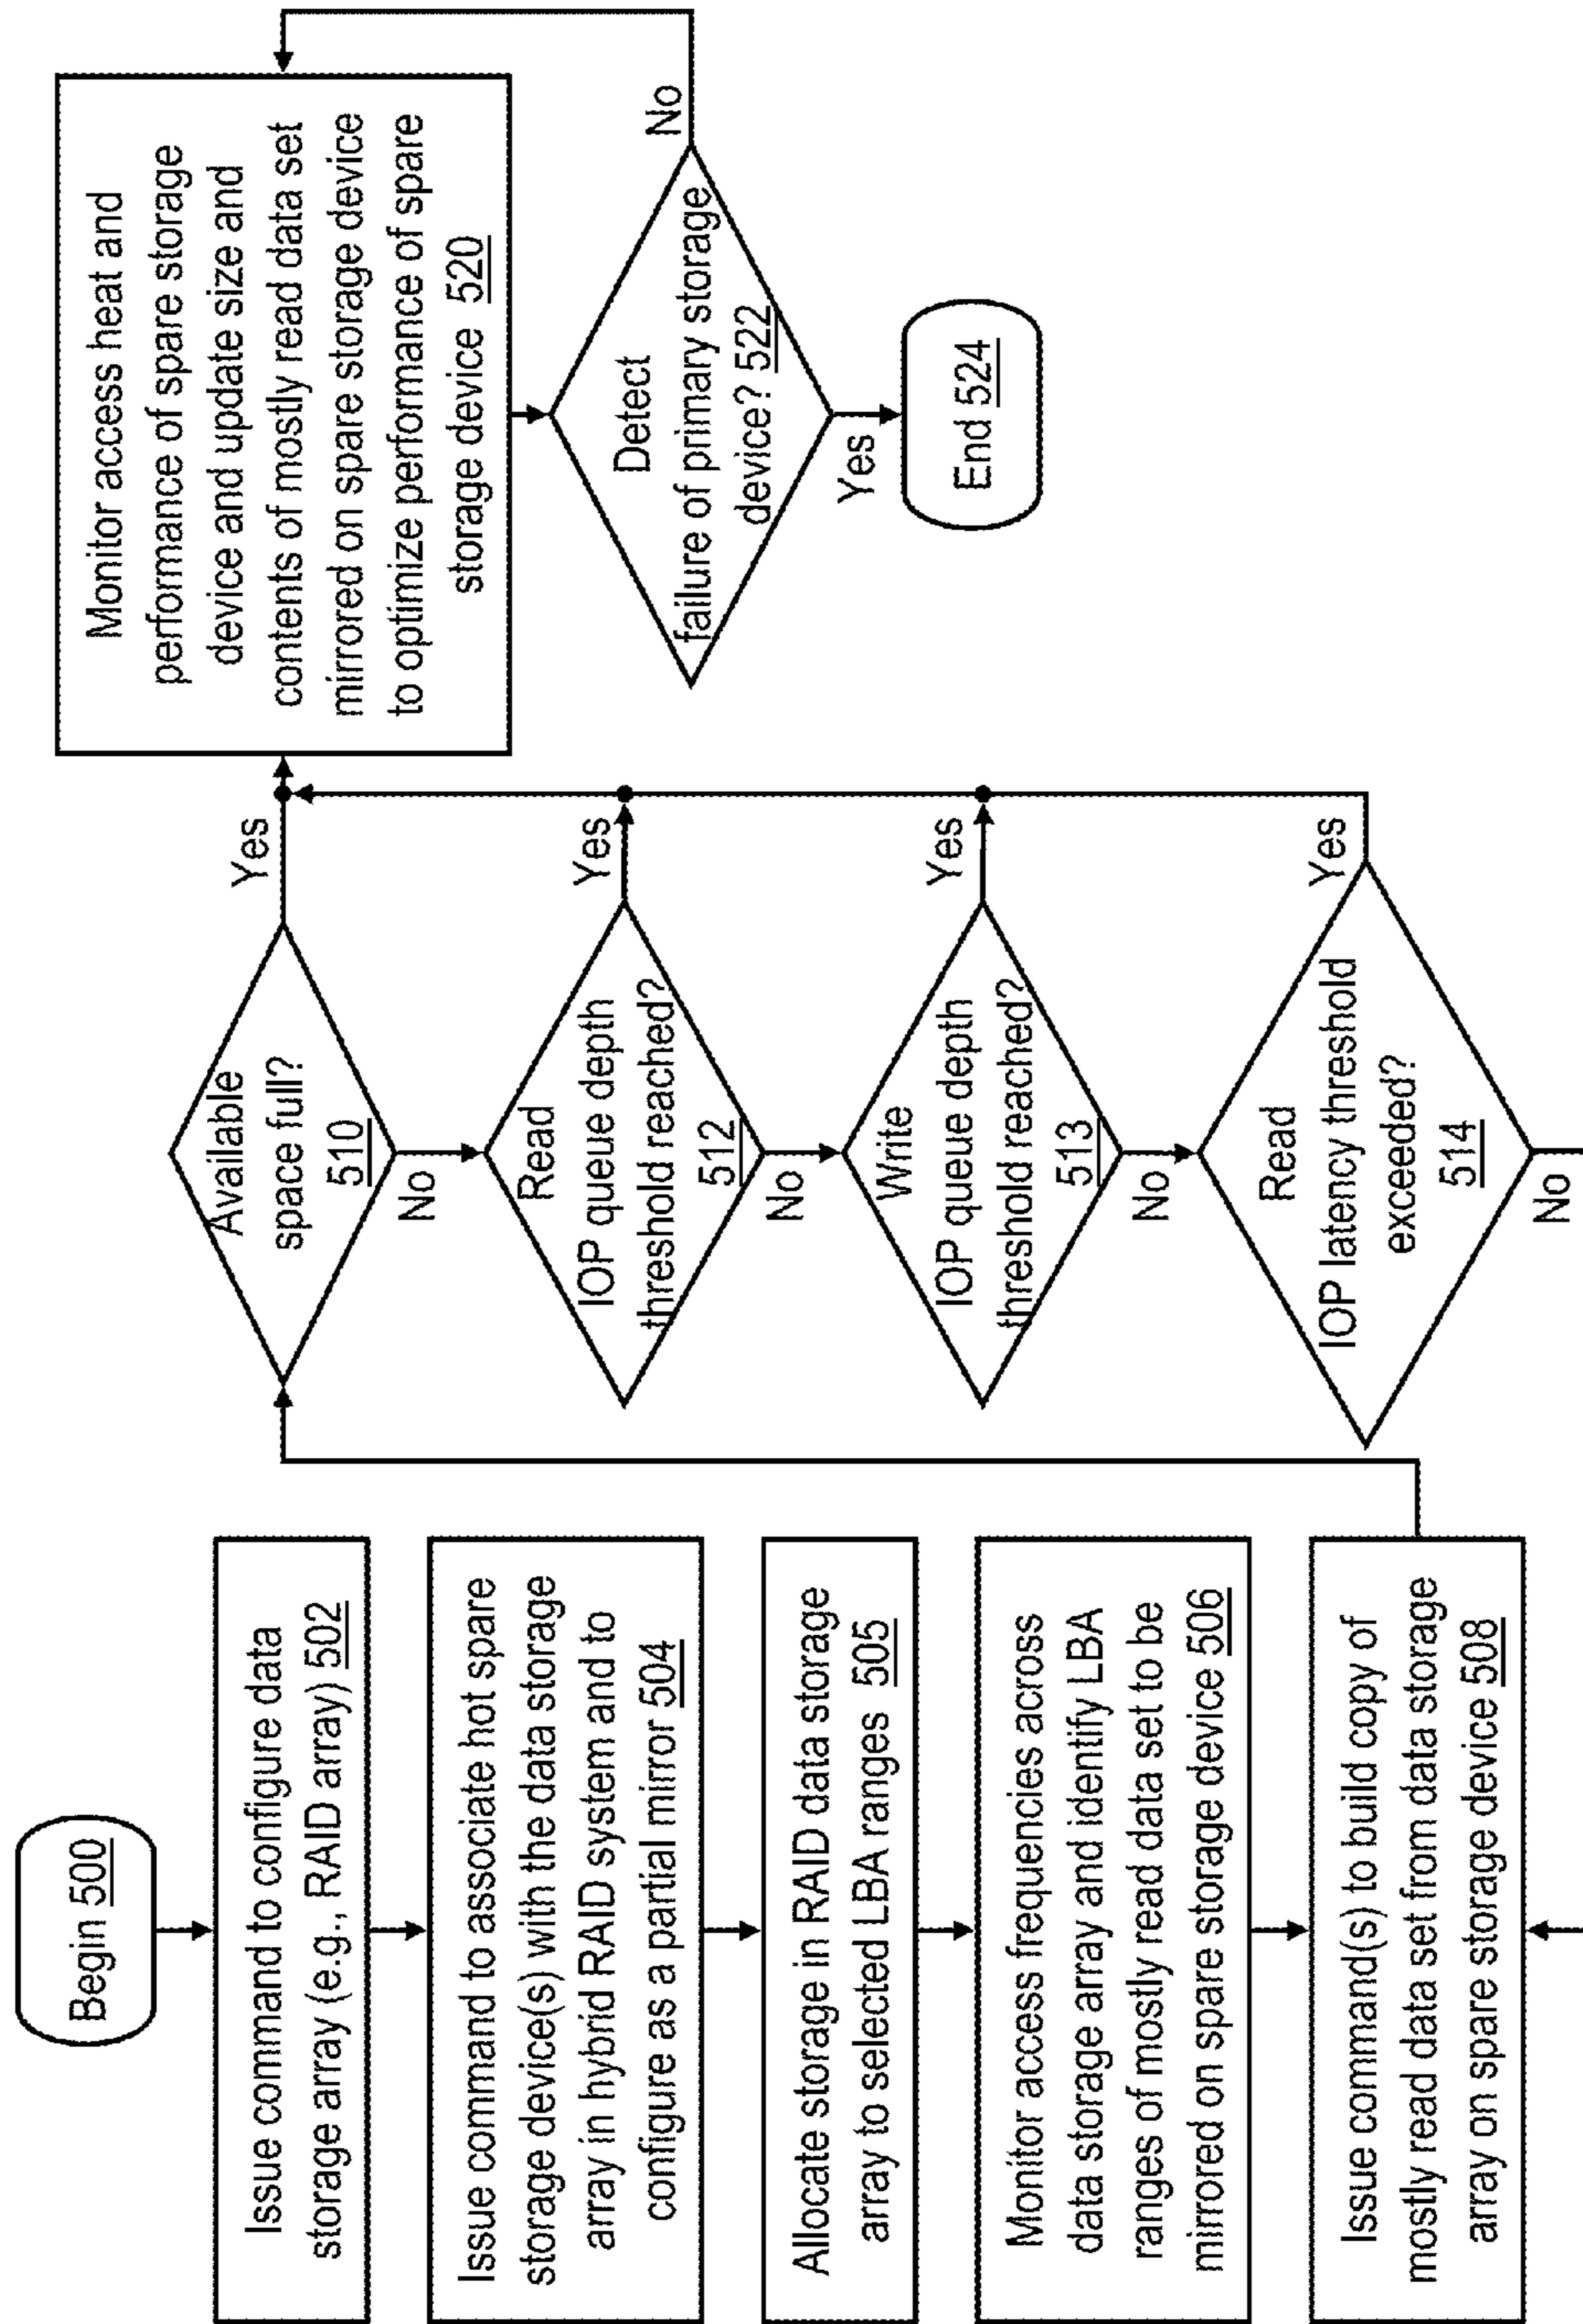 Begin 500
Issue command to configure data
storage array (e.g., RAID array) 502
Issue command to associate hot spare
storage device(s) with the data storage
array in hybrid RAID system and to
configure as a partial mirror 504
Allocate storage in RAID data storage
array to selected LBA ranges 505
Monitor access frequencies across
data storage array and identify LBA
ranges of mostly read data set to be
mirrored on spare storage device 506
Issue command(s) to build copy of
mostly read data set from data storage
array on spare storage device 508
Available
space full?
510
Yes
No
Read
IOP queue depth
threshold reached?
512
Yes
No
Write
IOP queue depth
threshold reached?
513
Yes
No
Read
IOP latency threshold
exceeded?
514
Yes
No
Monitor access heat and
performance of spare storage
device and update size and
contents of mostly read data set
mirrored on spare storage device
to optimize performance of spare
storage device 520
Detect
failure of primary storage
device? 522
No
Yes
End 524